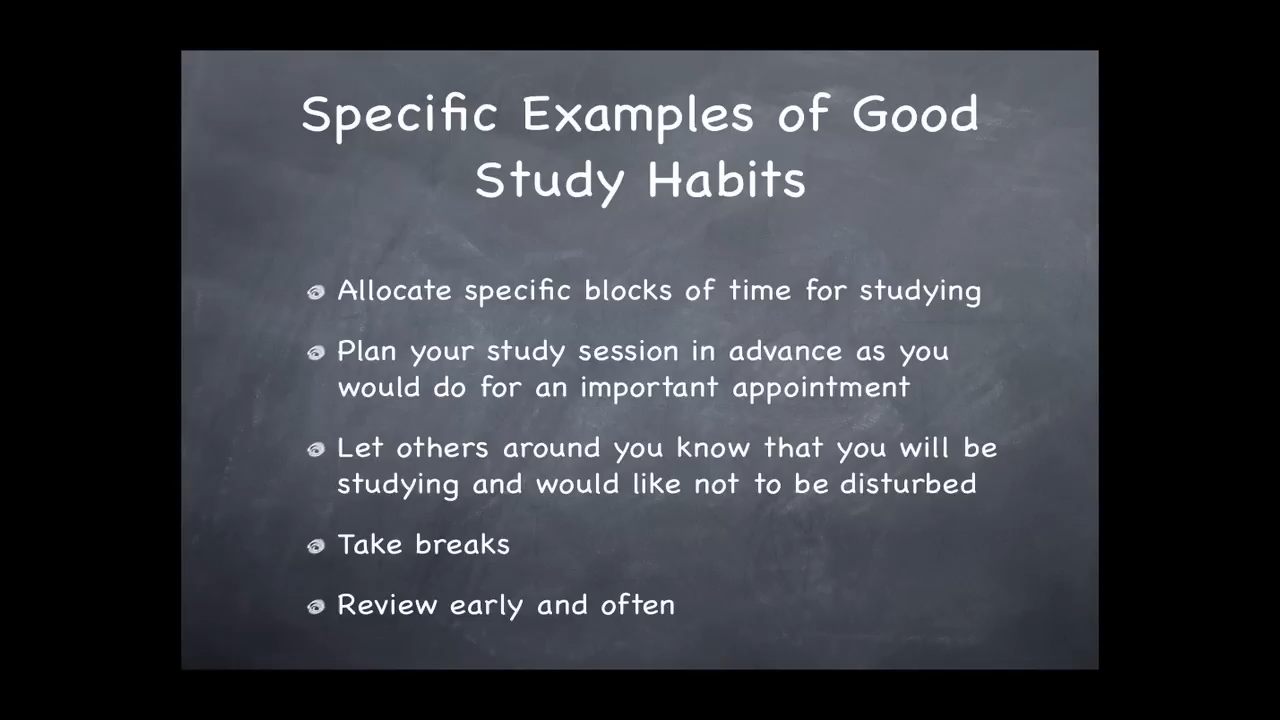 Specific Examples of Good
Study Habits
Allocate specific blocks of time for studying
Plan your study session in advance as you
would do for an important appointment
Let others around you know that you will be
studying and would like not to be disturbed
Take breaks
Review early and often